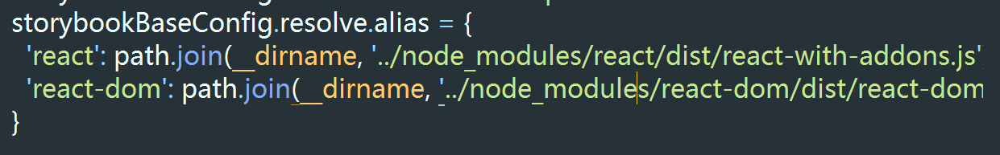 storybookBaseConfig.resolve.alias = {
'react': path.join(__dirname, '../node_modules/react/dist/react-with-addons.js'
'react-dom': path.join(__dirname, '../node_modules/react-dom/dist/react-dom
}